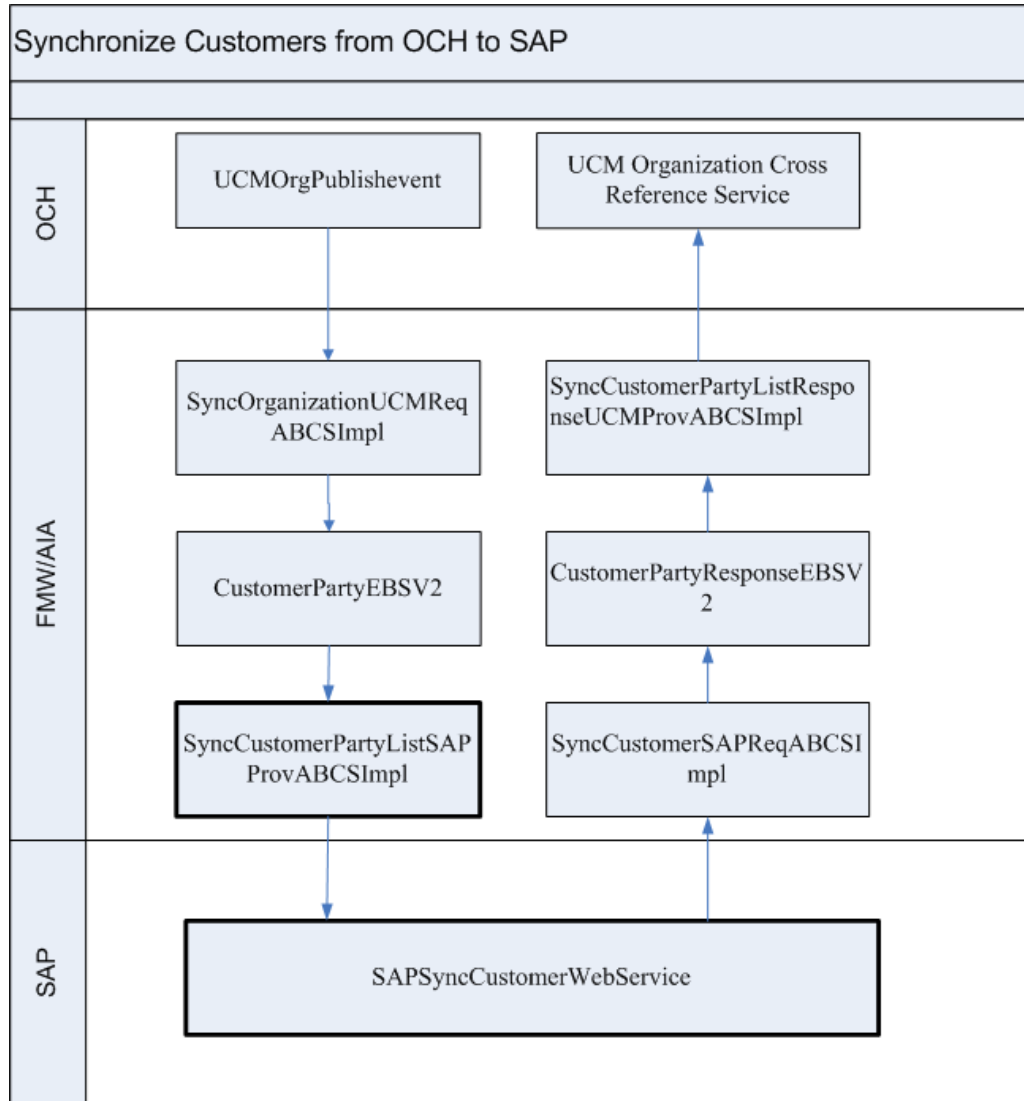 Synchronize Customers from OCH to SAP
OCH
UCMOrgPublishevent
UCM Organization Cross
Reference Service
FMW/AIA
SyncOrganizationUCMReq
ABCSImpl
SyncCustomerPartyListRespo
nseUCMProvABCSImpl
CustomerPartyEBSV2
CustomerPartyResponseEBSV
2
SyncCustomerPartyListSAP
ProvABCSImpl
SyncCustomerSAPReqABCSI
mpl
SAP
SAPSyncCustomerWebService